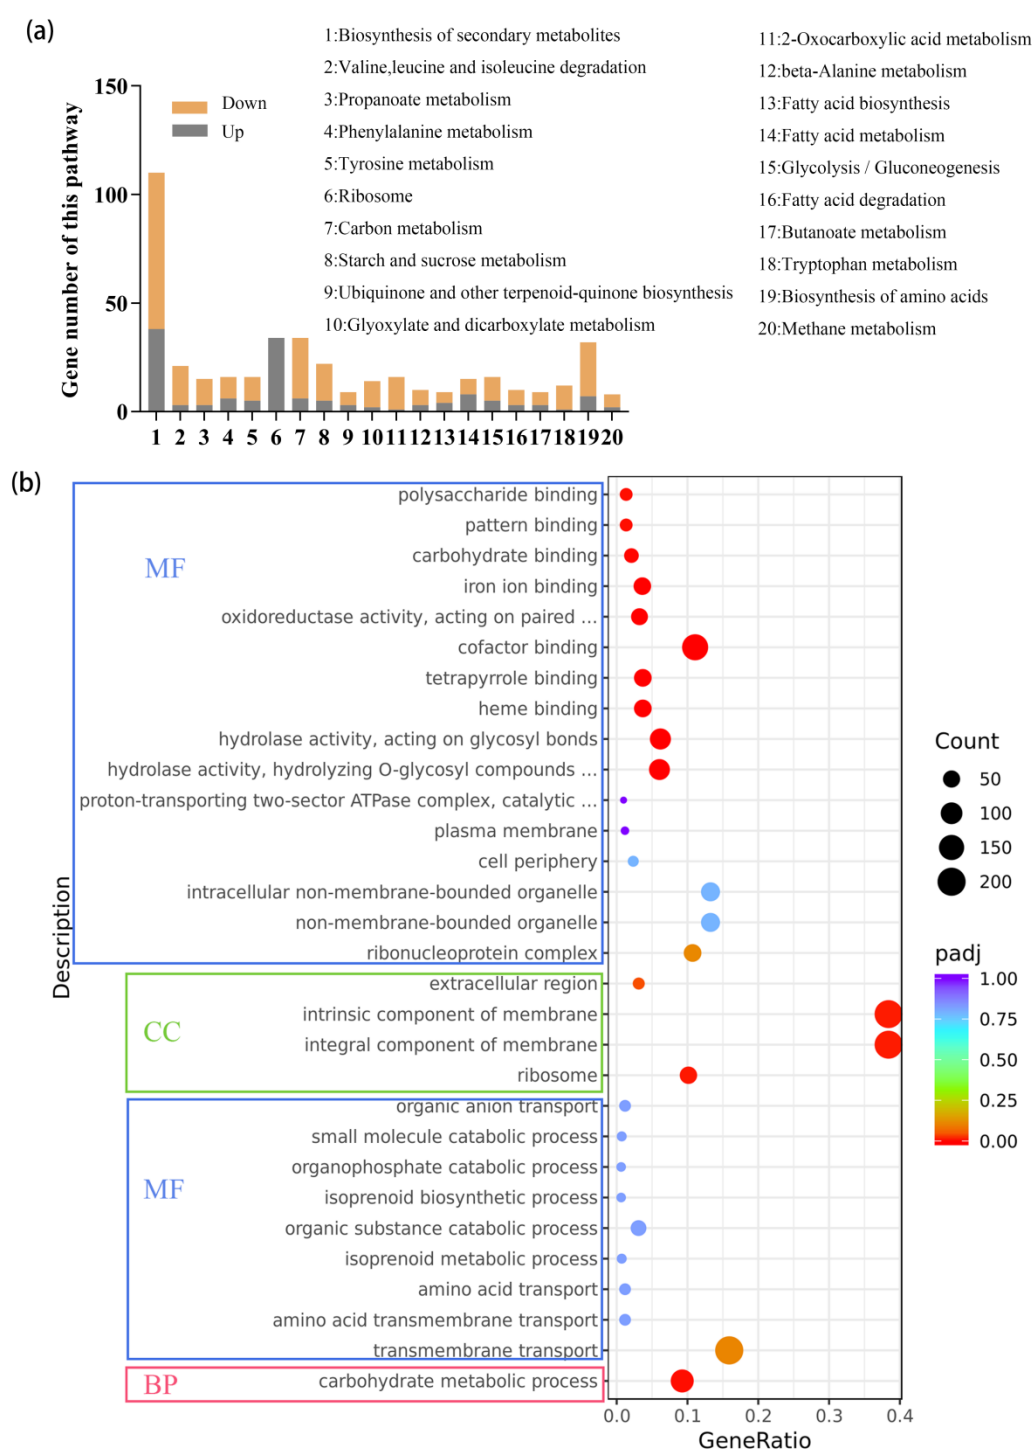 (a)
1:Biosynthesis of secondary metabolites
2:Valine,leucine and isoleucine degradation
3:Propanoate metabolism
4:Phenylalanine metabolism
5:Tyrosine metabolism
6:Ribosome
7:Carbon metabolism
8:Starch and sucrose metabolism
9:Ubiquinone and other terpenoid-quinone biosynthesis
10:Glyoxylate and dicarboxylate metabolism
11:2-Oxocarboxylic acid metabolism
12:beta-Alanine metabolism
13:Fatty acid biosynthesis
14:Fatty acid metabolism
15:Glycolysis / Gluconeogenesis
16:Fatty acid degradation
17:Butanoate metabolism
18:Tryptophan metabolism
19:Biosynthesis of amino acids
20:Methane metabolism
Gene number of this pathway
150
100
50
0
Down
Up
1 2 3 4 5 6 7 8 9 10 11 12 13 14 15 16 17 18 19 20
(b)
Description
MF
polysaccharide binding
pattern binding
carbohydrate binding
iron ion binding
oxidoreductase activity, acting on paired ...
cofactor binding
tetrapyrrole binding
heme binding
hydrolase activity, acting on glycosyl bonds
hydrolase activity, hydrolyzing O-glycosyl compounds ...
proton-transporting two-sector ATPase complex, catalytic ...
plasma membrane
cell periphery
intracellular non-membrane-bounded organelle
non-membrane-bounded organelle
ribonucleoprotein complex
CC
extracellular region
intrinsic component of membrane
integral component of membrane
ribosome
MF
organic anion transport
small molecule catabolic process
organophosphate catabolic process
isoprenoid biosynthetic process
organic substance catabolic process
isoprenoid metabolic process
amino acid transport
amino acid transmembrane transport
transmembrane transport
BP
carbohydrate metabolic process
0.0 0.1 0.2 0.3 0.4
GeneRatio
Count
50
100
150
200
padj
1.00
0.75
0.50
0.25
0.00